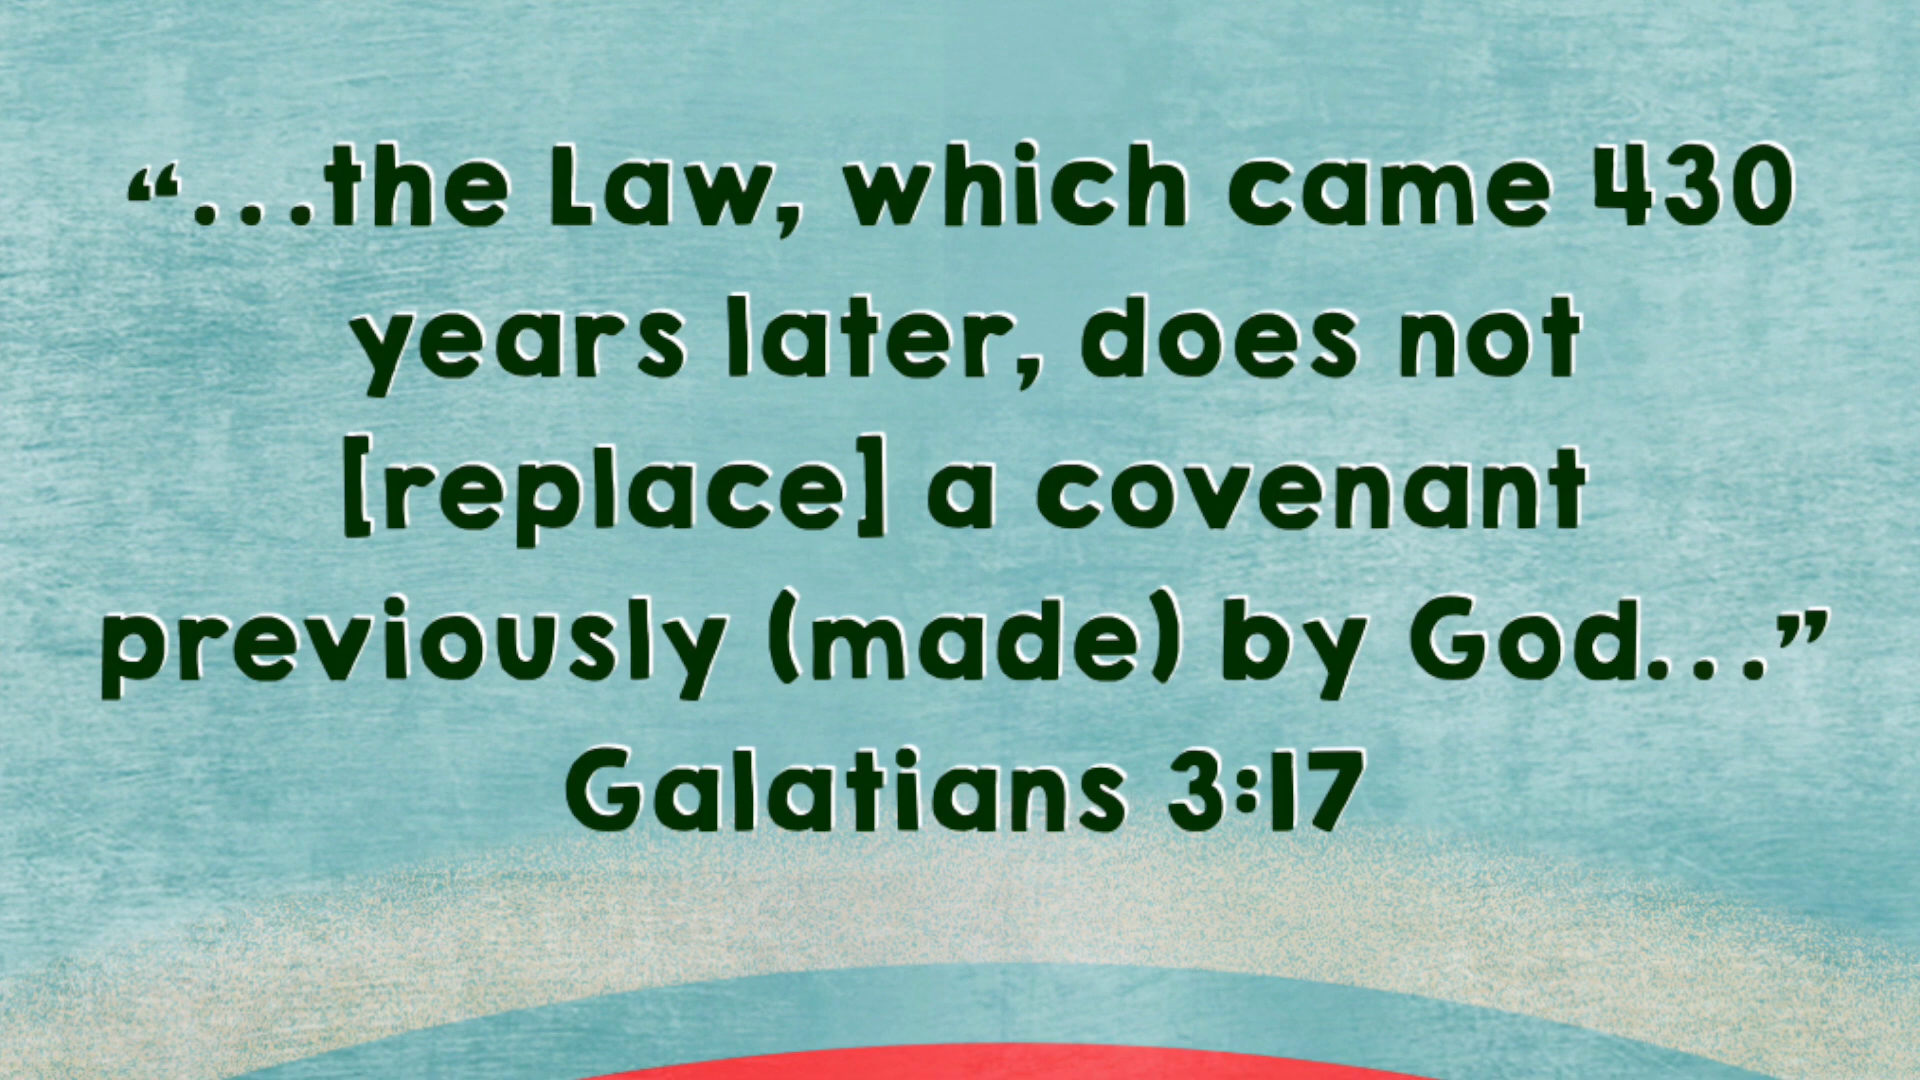 “...the Law, which came 430
years later, does not
[replace] a covenant
previously (made) by God...”
Galatians 3:17